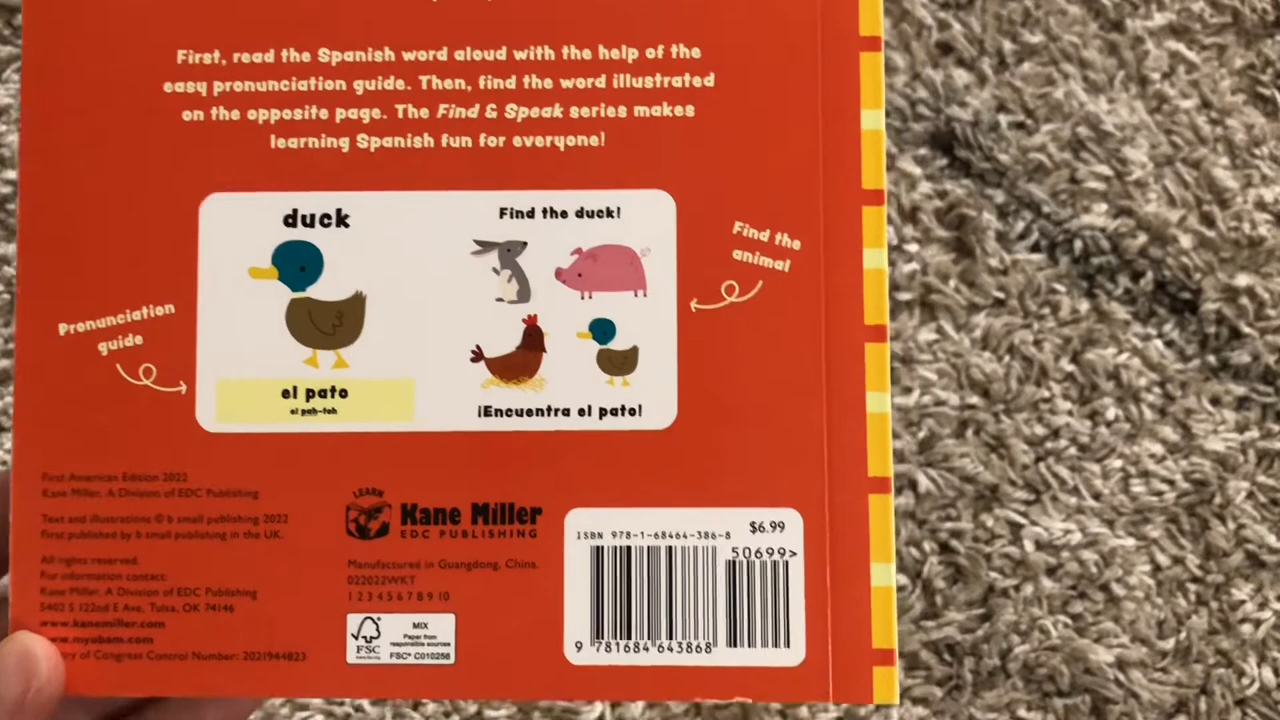 First, read the Spanish word aloud with the help of the
easy pronunciation guide. Then, find the word illustrated
on the opposite page. The Find & Speak series makes
learning Spanish fun for everyone!
duck
Find the duck!
Find the
animal
Pronunciation
guide
el pato
el pah-toh
¡Encuentra el pato!
First American Edition 2022
Kane Miller, A Division of EDC Publishing
Text and illustrations © b small publishing 2022
First published by b small publishing in the UK.
All rights reserved.
For information contact:
Kane Miller, A Division of EDC Publishing
5402 S 122nd E Ave, Tulsa, OK 74146
www.kanemiller.com
www.myubam.com
of Congress Control Number: 2021944823
LEARN
Kane Miller
EDC PUBLISHING
Manufactured in Guangdong, China.
022022WKT
1 2 3 4 5 6 7 8 9 10
FSC
MIX
Paper from
responsible sources
FSC® C010256
ISBN 978-1-68464-386-8
$6.99
50699>
9 781684 643868